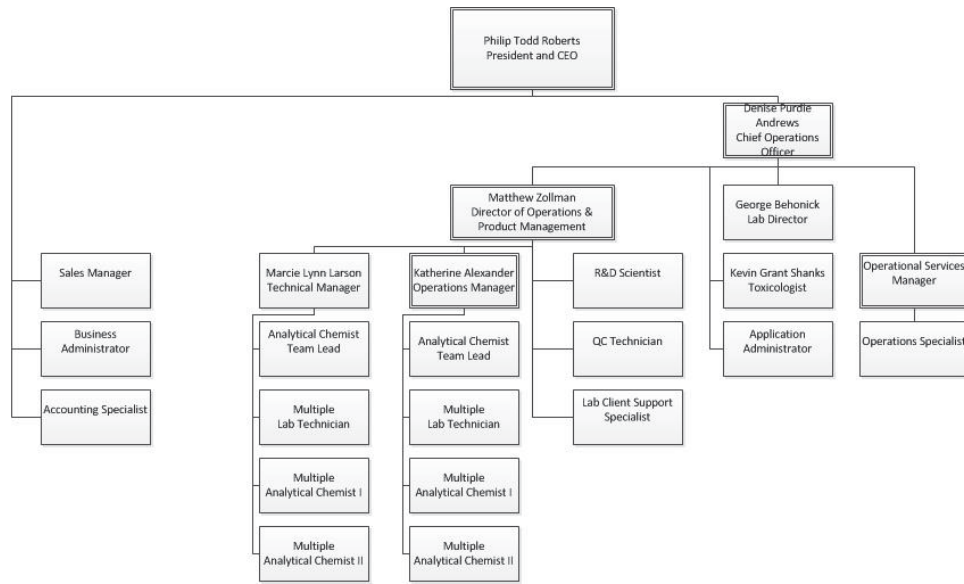 Philip Todd Roberts
President and CEO
Denise Purdie
Andrews
Chief Operations
Officer
Matthew Zollman
Director of Operations &
Product Management
George Behonick
Lab Director
Sales Manager
Marcie Lynn Larson
Technical Manager
Katherine Alexander
Operations Manager
R&D Scientist
Kevin Grant Shanks
Toxicologist
Operational Services
Manager
Business
Administrator
Analytical Chemist
Team Lead
Analytical Chemist
Team Lead
QC Technician
Application
Administrator
Operations Specialist
Accounting Specialist
Multiple
Lab Technician
Multiple
Lab Technician
Lab Client Support
Specialist
Multiple
Analytical Chemist I
Multiple
Analytical Chemist I
Multiple
Analytical Chemist II
Multiple
Analytical Chemist II